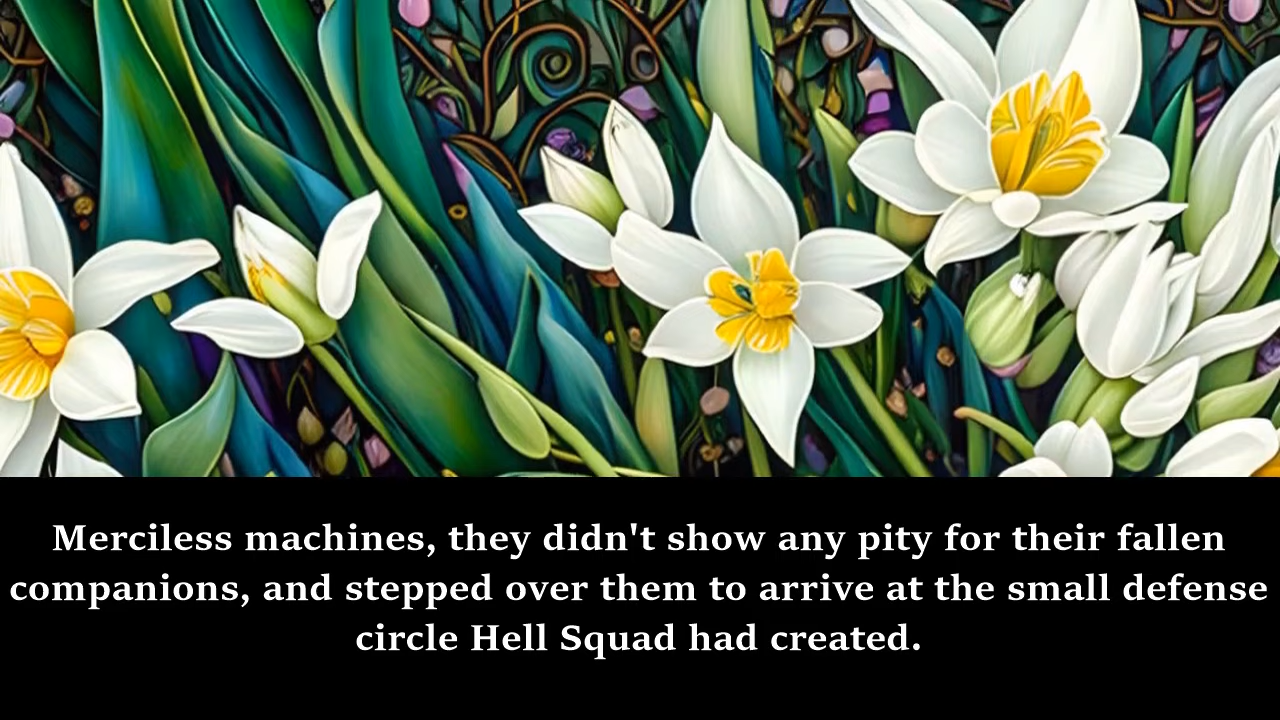 Merciless machines, they didn't show any pity for their fallen
companions, and stepped over them to arrive at the small defense
circle Hell Squad had created.